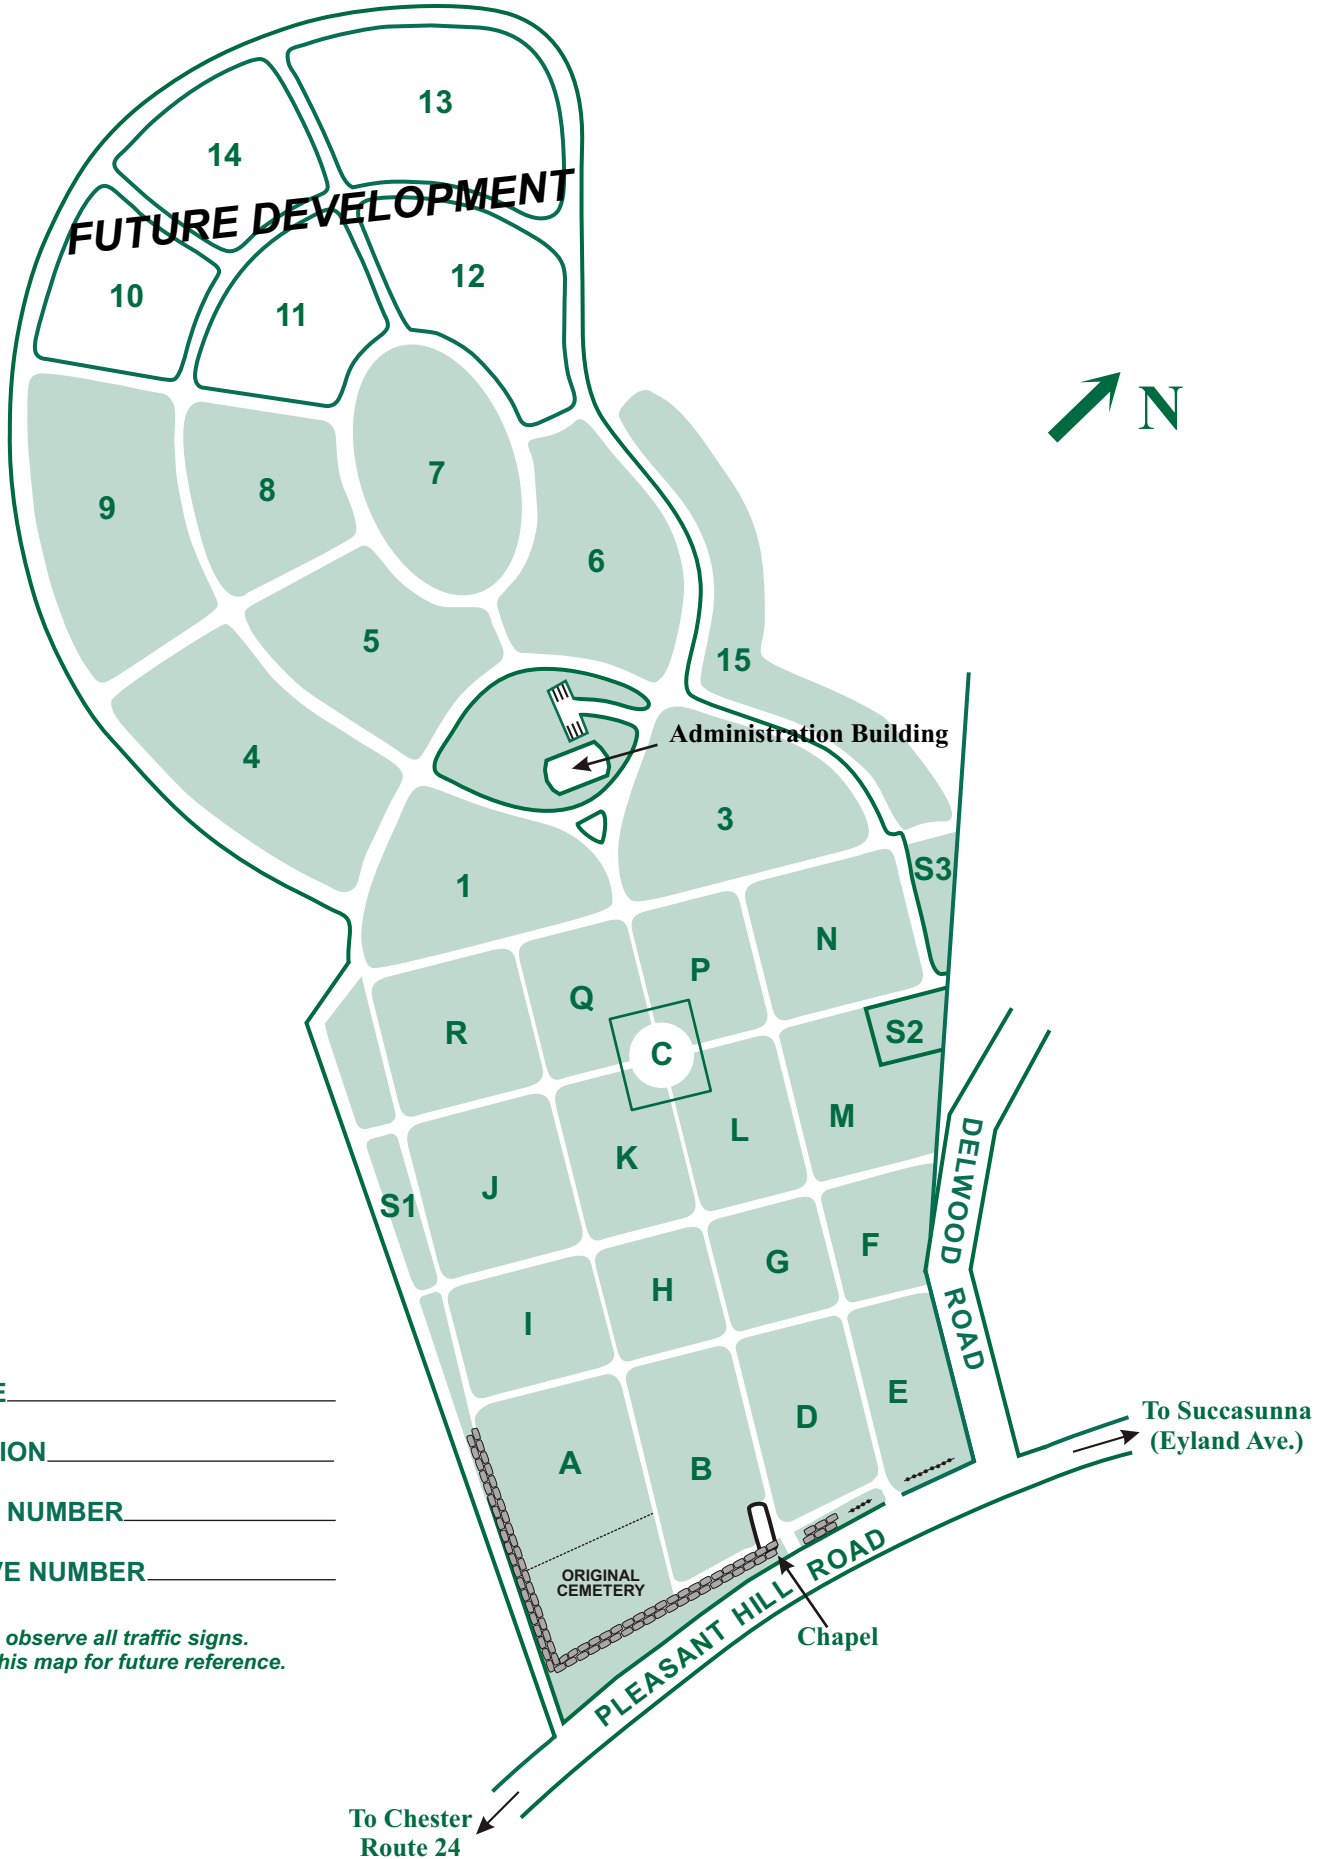 13
14
FUTURE DEVELOPMENT
12
10
11
N
7
8
9
6
5
15
Administration Building
4
3
S3
1
N
P
Q
R
S2
C
M
L
K
J
S1
DELWOOD ROAD
F
G
H
I
E
D
A
B
To Succasunna
(Eyland Ave.)
E
ION
NUMBER
VE NUMBER
ORIGINAL
CEMETERY
observe all traffic signs.
his map for future reference.
PLEASANT HILL ROAD
Chapel
To Chester
Route 24